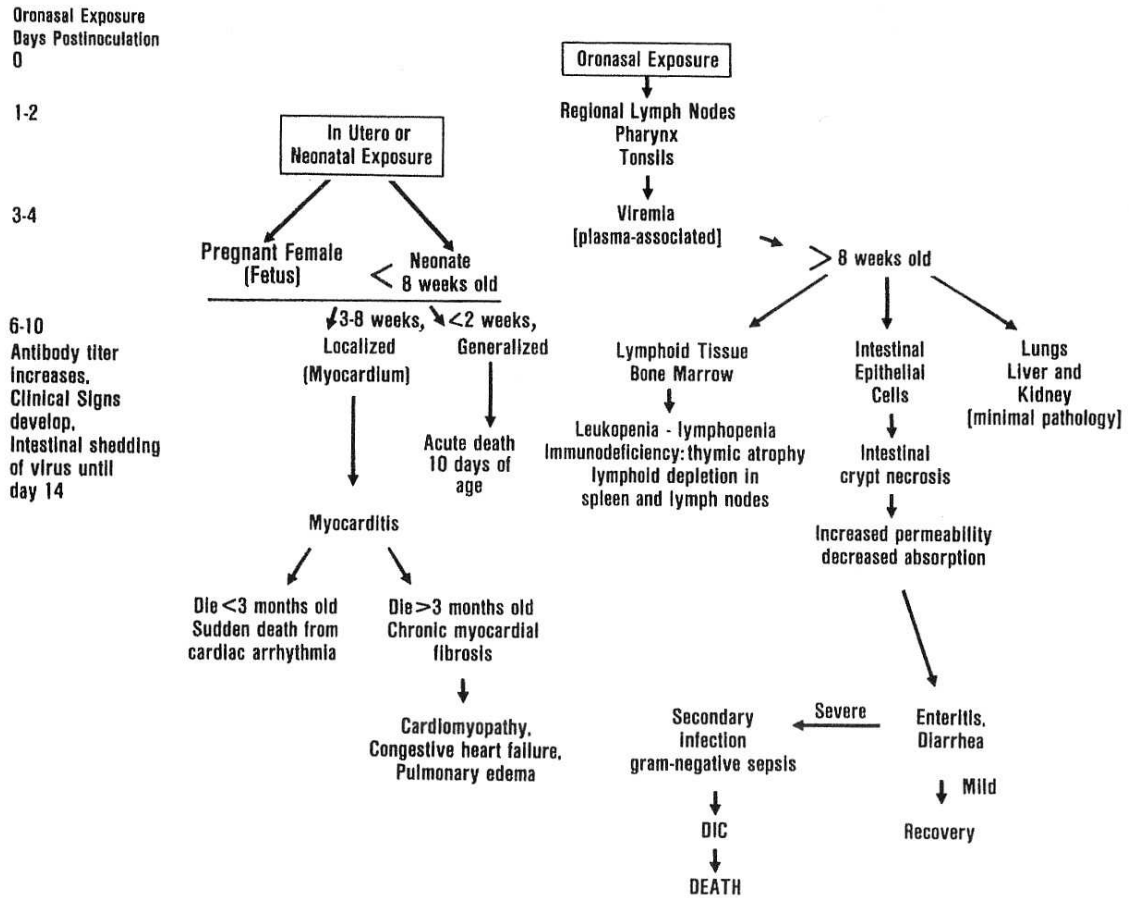 Oronasal Exposure
Days Postinoculation
0
1-2
3-4
6-10
Antibody titer
increases,
Clinical Signs
develop,
Intestinal shedding
of virus until
day 14
In Utero or
Neonatal Exposure
Pregnant Female
(Fetus)
< Neonate
8 weeks old
3-8 weeks,
Localized
(Myocardium)
<2 weeks,
Generalized
Acute death
10 days of
age
Myocarditis
Die <3 months old
Sudden death from
cardiac arrhythmia
Die >3 months old
Chronic myocardial
fibrosis
Cardiomyopathy,
Congestive heart failure,
Pulmonary edema
Oronasal Exposure
Regional Lymph Nodes
Pharynx
Tonsils
Viremia
[plasma-associated]
> 8 weeks old
Lymphoid Tissue
Bone Marrow
Leukopenia - lymphopenia
Immunodeficiency: thymic atrophy
lymphoid depletion in
spleen and lymph nodes
Intestinal
Epithelial
Cells
Intestinal
crypt necrosis
Increased permeability
decreased absorption
Lungs
Liver and
Kidney
[minimal pathology]
Enteritis,
Diarrhea
Severe
Secondary
infection
gram-negative sepsis
DIC
DEATH
Mild
Recovery